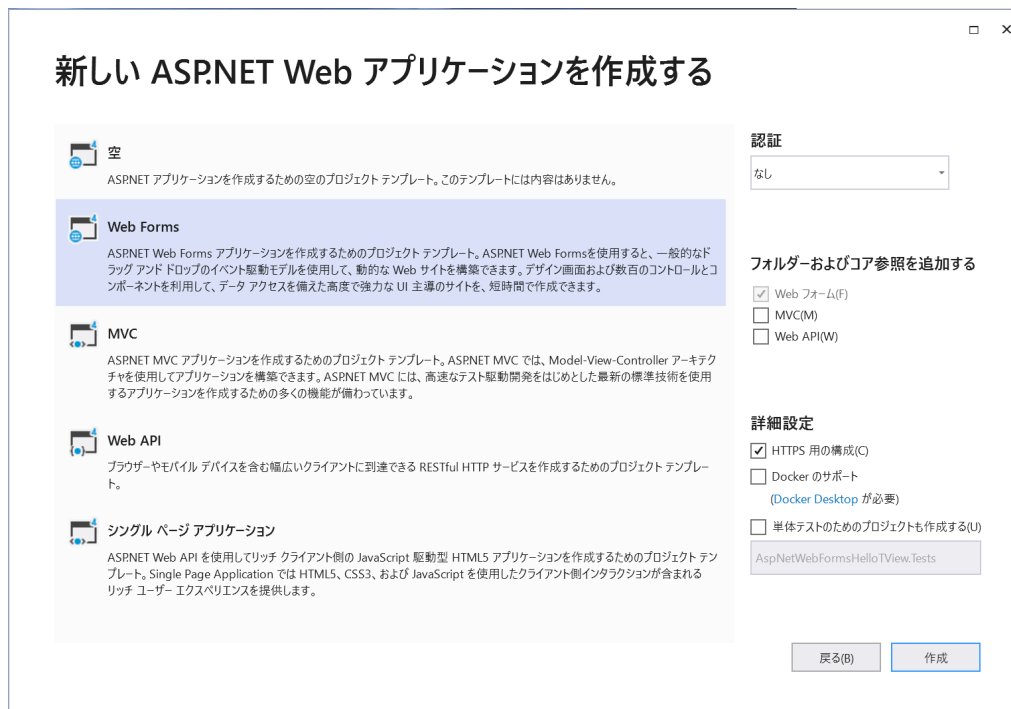 新しい ASP.NET Web アプリケーションを作成する
空
ASP.NET アプリケーションを作成するための空のプロジェクト テンプレート。このテンプレートには内容はありません。
Web Forms
ASP.NET Web Forms アプリケーションを作成するためのプロジェクト テンプレート。ASP.NET Web Formsを使用すると、一般的なド
ラッグ アンド ドロップのイベント駆動モデルを使用して、動的な Web サイトを構築できます。デザイン画面および数百のコントロールとコ
ンポーネントを利用して、データ アクセスを備えた高度で強力な UI 主導のサイトを、短時間で作成できます。
MVC
ASP.NET MVC アプリケーションを作成するためのプロジェクト テンプレート。ASP.NET MVC では、Model-View-Controller アーキテク
チャを使用してアプリケーションを構築できます。ASP.NET MVC には、高速なテスト駆動開発をはじめとした最新の標準技術を使用
するアプリケーションを作成するための多くの機能が備わっています。
Web API
ブラウザーやモバイル デバイスを含む幅広いクライアントに到達できる RESTful HTTP サービスを作成するためのプロジェクト テンプレー
ト。
シングル ページ アプリケーション
ASP.NET Web API を使用してリッチ クライアント側の JavaScript 駆動型 HTML5 アプリケーションを作成するためのプロジェクト テン
プレート。Single Page Application では HTML5、CSS3、および JavaScript を使用したクライアント側インタラクションが含まれる
リッチ ユーザー エクスペリエンスを提供します。
認証
なし
フォルダーおよびコア参照を追加する
Web フォーム(F)
MVC(M)
Web API(W)
詳細設定
HTTPS 用の構成(C)
Docker のサポート
(Docker Desktop が必要)
単体テストのためのプロジェクトも作成する(U)
AspNetWebFormsHelloTView.Tests
戻る(B)
作成